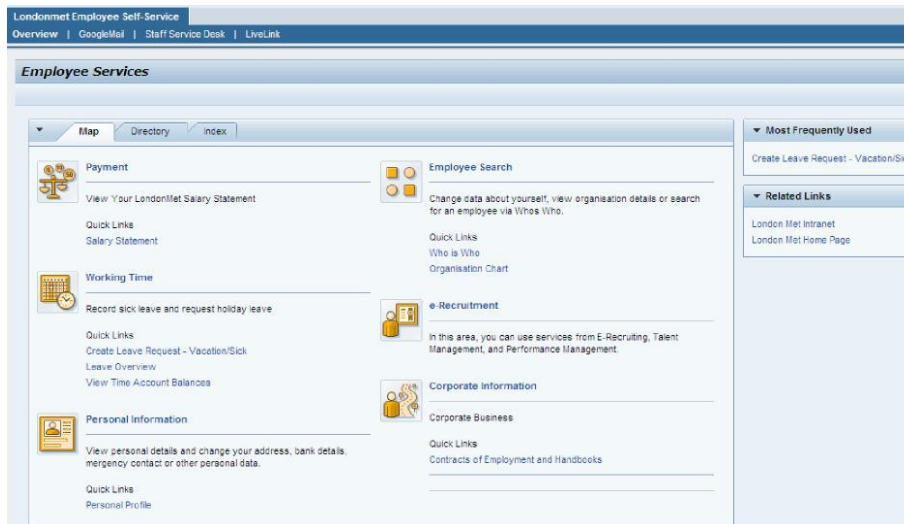 Londonmet Employee Self-Service
Overview | GoogleMail | Staff Service Desk | LiveLink
Employee Services
Map Directory Index
Payment
View Your LondonMet Salary Statement
Quick Links
Salary Statement
Working Time
Record sick leave and request holiday leave
Quick Links
Create Leave Request - Vacation/Sick
Leave Overview
View Time Account Balances
Personal Information
View personal details and change your address, bank details,
mergency contact or other personal data.
Quick Links
Personal Profile
Employee Search
Change data about yourself, view organisation details or search
for an employee via Whos Who.
Quick Links
Who is Who
Organisation Chart
e-Recruitment
In this area, you can use services from E-Recruiting, Talent
Management, and Performance Management.
Corporate Information
Corporate Business
Quick Links
Contracts of Employment and Handbooks
Most Frequently Used
Create Leave Request - Vacation/Si
Related Links
London Met Intranet
London Met Home Page